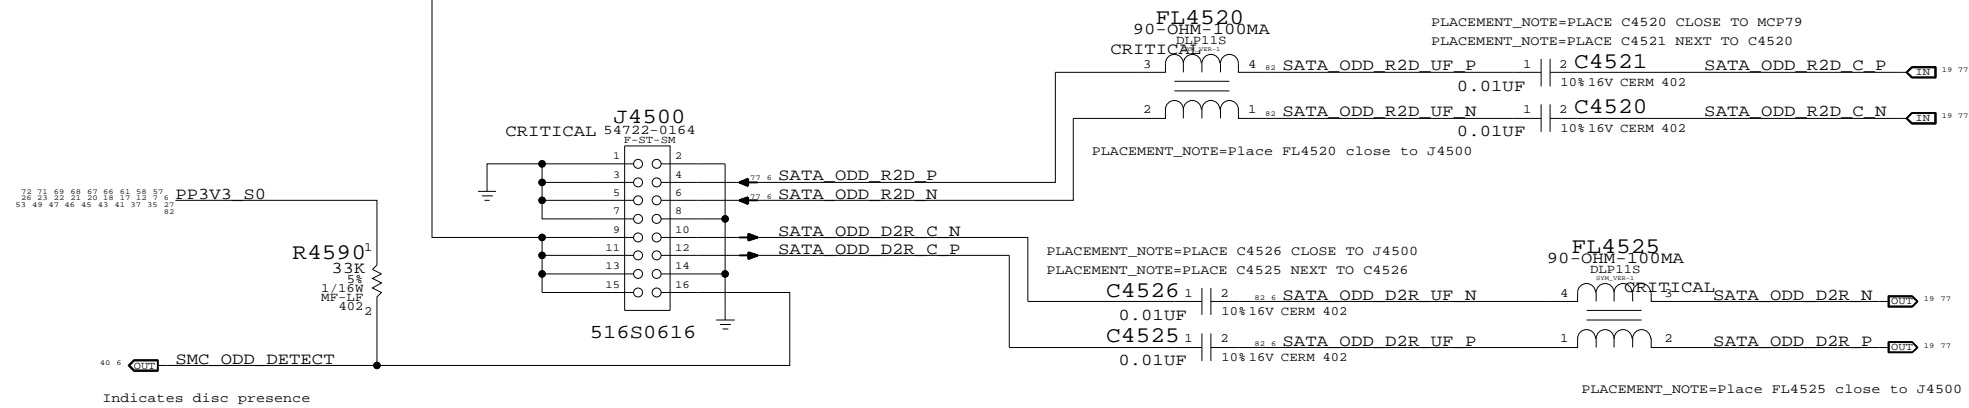 FL4520
90-OHM-100MA
DLP11S
SYM_VER-1
CRITICAL
3
4
2
1
PLACEMENT_NOTE=PLACE C4520 CLOSE TO MCP79
PLACEMENT_NOTE=PLACE C4521 NEXT TO C4520
82 SATA_ODD_R2D_UF_P
1 2 C4521
0.01UF
10% 16V CERM 402
SATA_ODD_R2D_C_P
IN 19 77
82 SATA_ODD_R2D_UF_N
1 2 C4520
0.01UF
10% 16V CERM 402
SATA_ODD_R2D_C_N
IN 19 77
PLACEMENT_NOTE=Place FL4520 close to J4500
J4500
CRITICAL 54722-0164
F-ST-SM
1 2
3 4
5 6
7 8
9 10
11 12
13 14
15 16
516S0616
77 6 SATA_ODD_R2D_P
77 6 SATA_ODD_R2D_N
SATA_ODD_D2R_C_N
SATA_ODD_D2R_C_P
72 71 69 68 67 66 61 58 57
26 23 22 21 20 18 17 12 7 6
53 49 47 46 45 43 41 37 35 27
82
PP3V3_S0
R4590
1
33K
5%
1/16W
MF-LF
402
2
40 6 OUT SMC_ODD_DETECT
Indicates disc presence
PLACEMENT_NOTE=PLACE C4526 CLOSE TO J4500
PLACEMENT_NOTE=PLACE C4525 NEXT TO C4526
C4526 1 2
0.01UF
10% 16V CERM 402
82 6 SATA_ODD_D2R_UF_N
C4525 1 2
0.01UF
10% 16V CERM 402
82 6 SATA_ODD_D2R_UF_P
FL4525
90-OHM-100MA
DLP11S
SYM_VER-1
CRITICAL
4
3
1
2
SATA_ODD_D2R_N
OUT 19 77
SATA_ODD_D2R_P
OUT 19 77
PLACEMENT_NOTE=Place FL4525 close to J4500